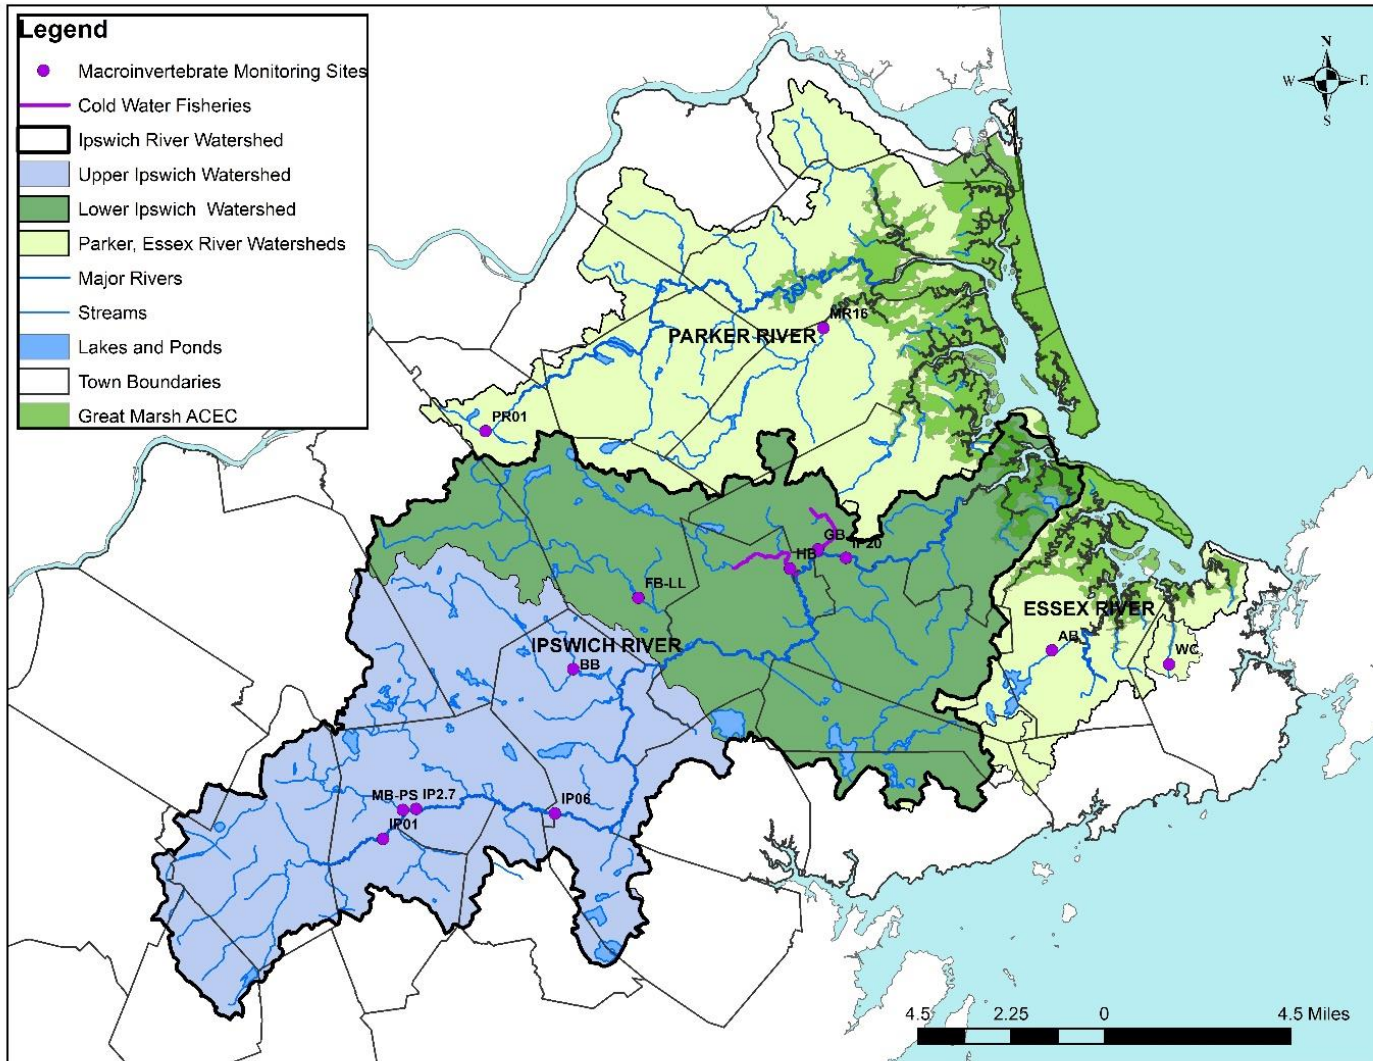 Legend
Macroinvertebrate Monitoring Sites
Cold Water Fisheries
Ipswich River Watershed
Upper Ipswich Watershed
Lower Ipswich Watershed
Parker, Essex River Watersheds
Major Rivers
Streams
Lakes and Ponds
Town Boundaries
Great Marsh ACEC
N
W
E
S
MR16
PARKER RIVER
PR01
GB
IP20
HB
FB-LL
ESSEX RIVER
AB
IPSWICH RIVER
WC
BB
MB-PS
IP2.7
IP06
IP01
4.5
2.25
0
4.5 Miles